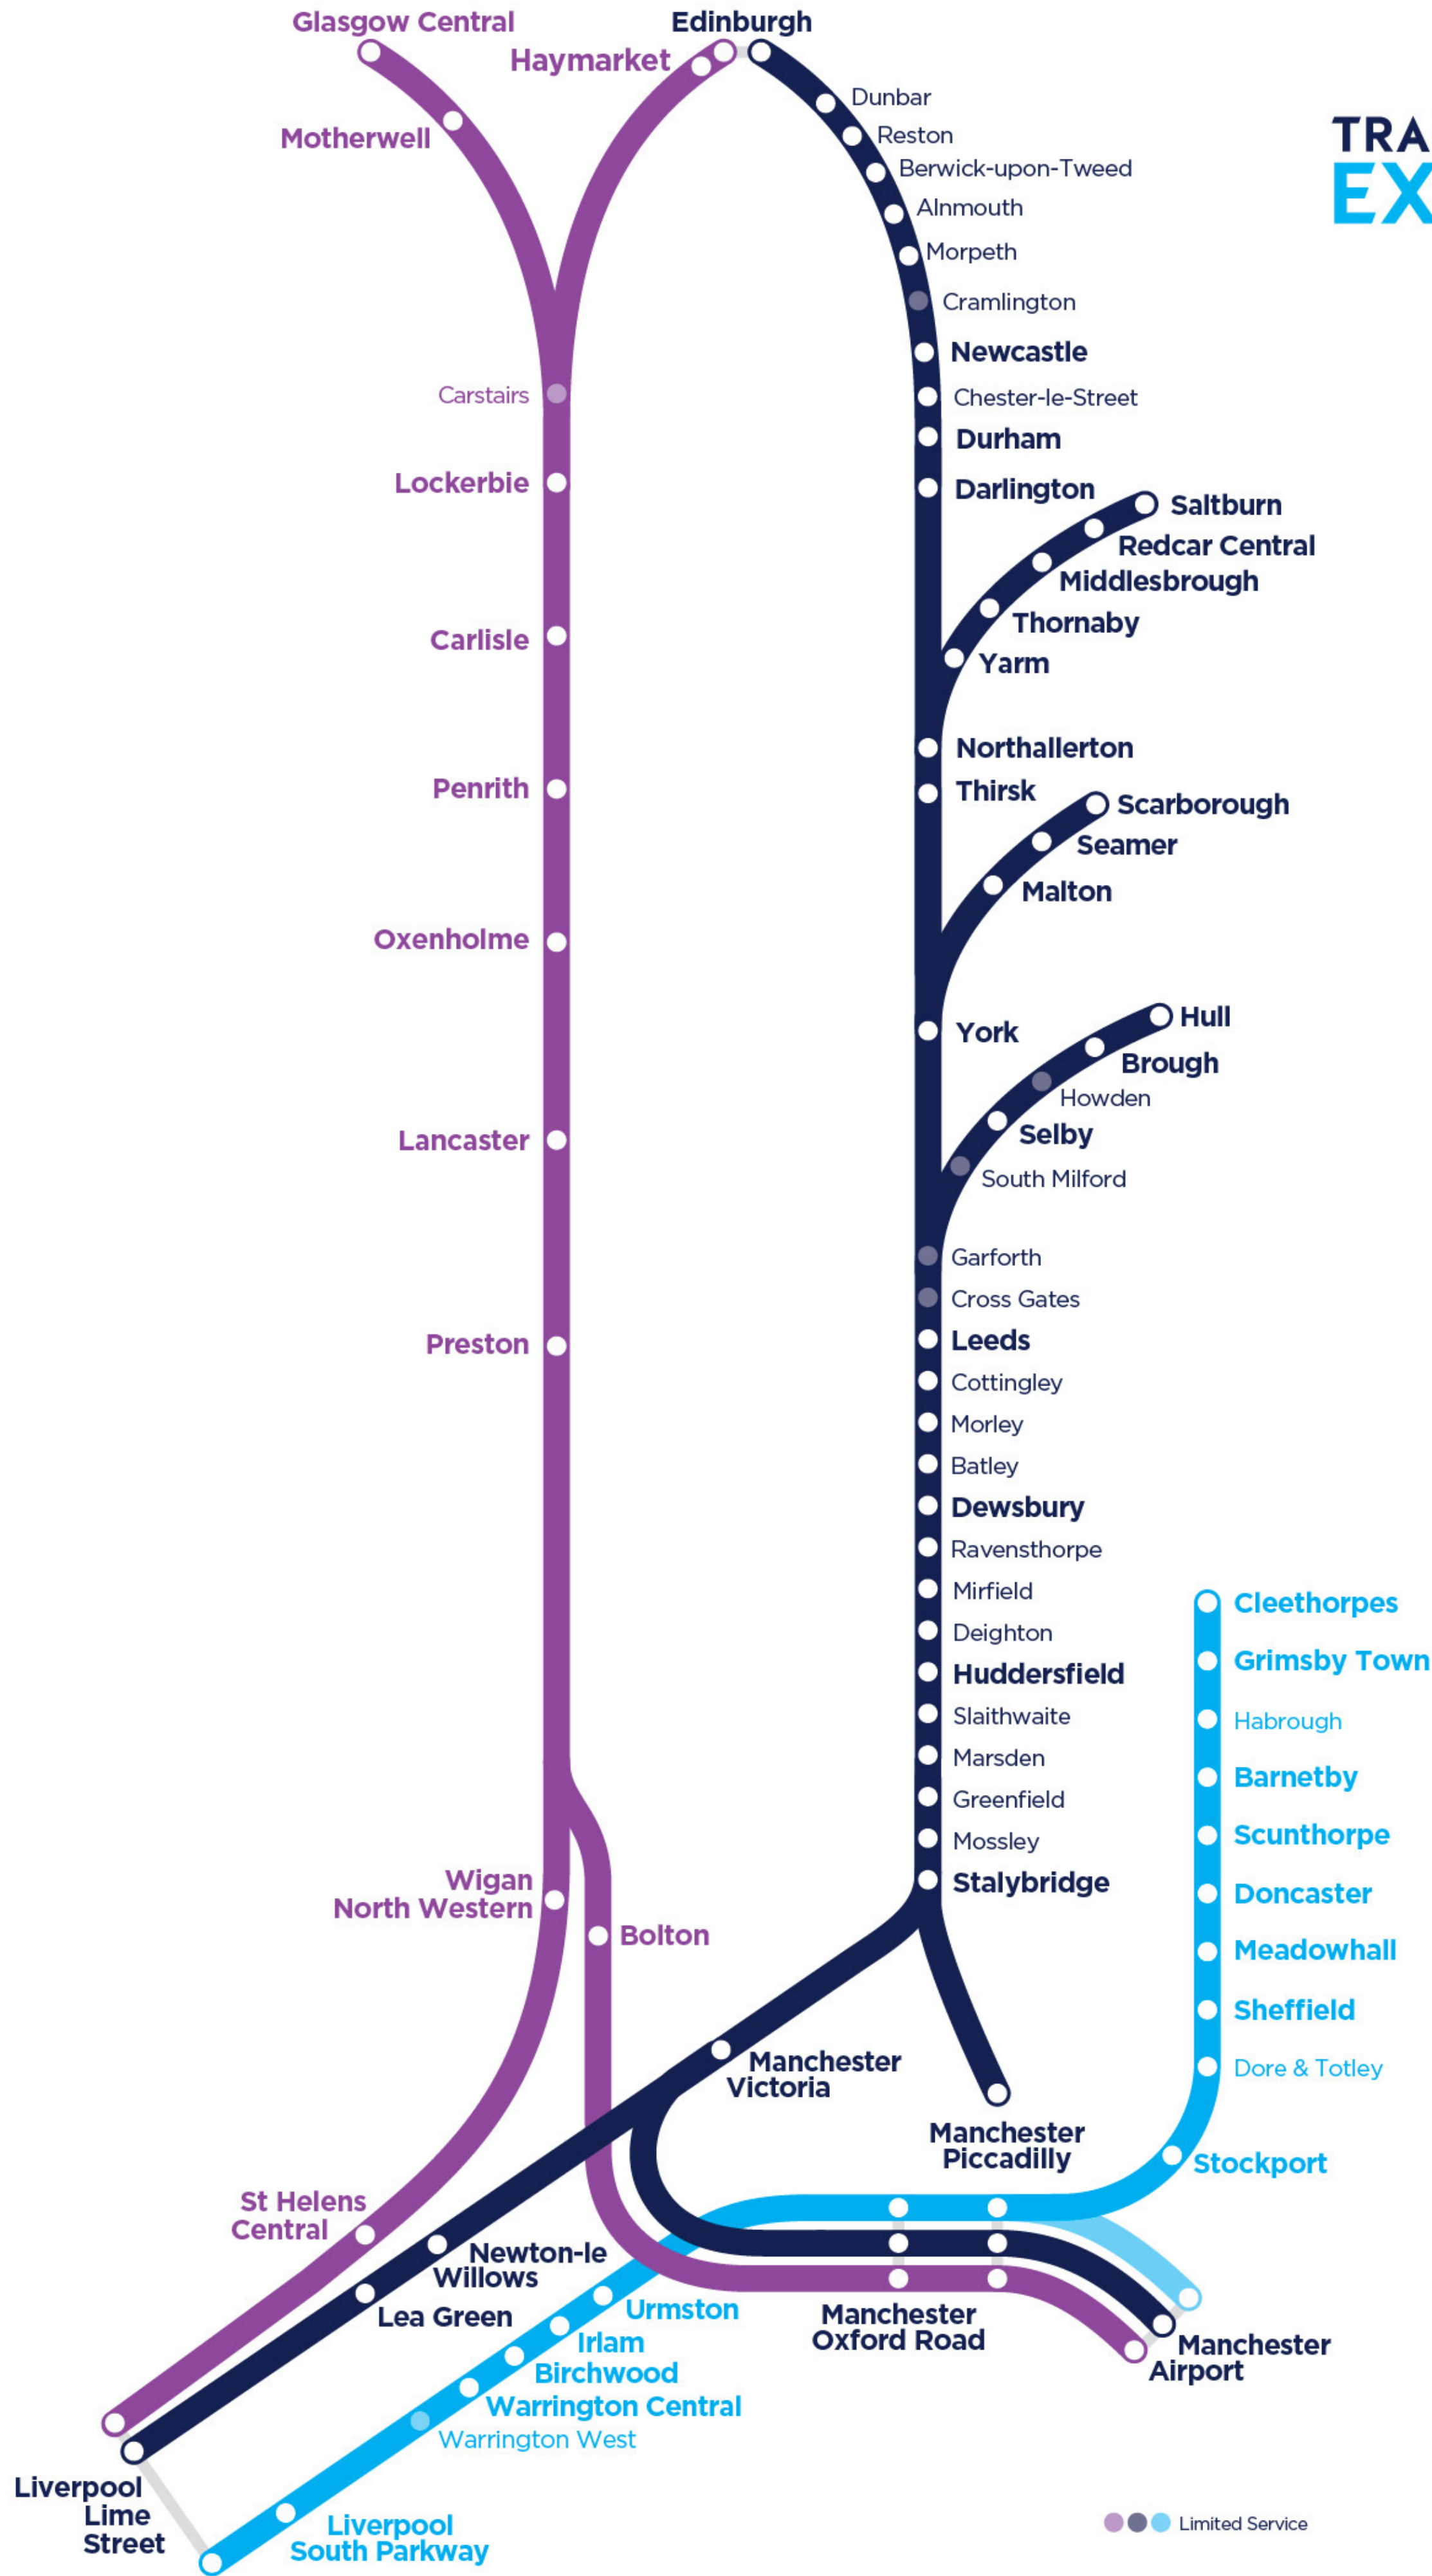 Glasgow Central
Edinburgh
Haymarket
Motherwell
Dunbar
Reston
Berwick-upon-Tweed
Alnmouth
Morpeth
Cramlington
Newcastle
Chester-le-Street
Durham
Darlington
TRA
EX
Carstairs
Lockerbie
Carlisle
Penrith
Oxenholme
Lancaster
Preston
Saltburn
Redcar Central
Middlesbrough
Thornaby
Yarm
Northallerton
Thirsk
Scarborough
Seamer
Malton
York
Hull
Brough
Howden
Selby
South Milford
Garforth
Cross Gates
Leeds
Cottingley
Morley
Batley
Dewsbury
Ravensthorpe
Mirfield
Deighton
Huddersfield
Slaithwaite
Marsden
Greenfield
Mossley
Stalybridge
Cleethorpes
Grimsby Town
Habrough
Barnetby
Scunthorpe
Doncaster
Meadowhall
Sheffield
Dore & Totley
Stockport
Wigan
North Western
Bolton
Manchester
Victoria
Manchester
Piccadilly
St Helens
Central
Newton-le
Willows
Lea Green
Urmston
Irlam
Birchwood
Warrington Central
Warrington West
Manchester
Oxford Road
Manchester
Airport
Liverpool
Lime
Street
Liverpool
South Parkway
Limited Service